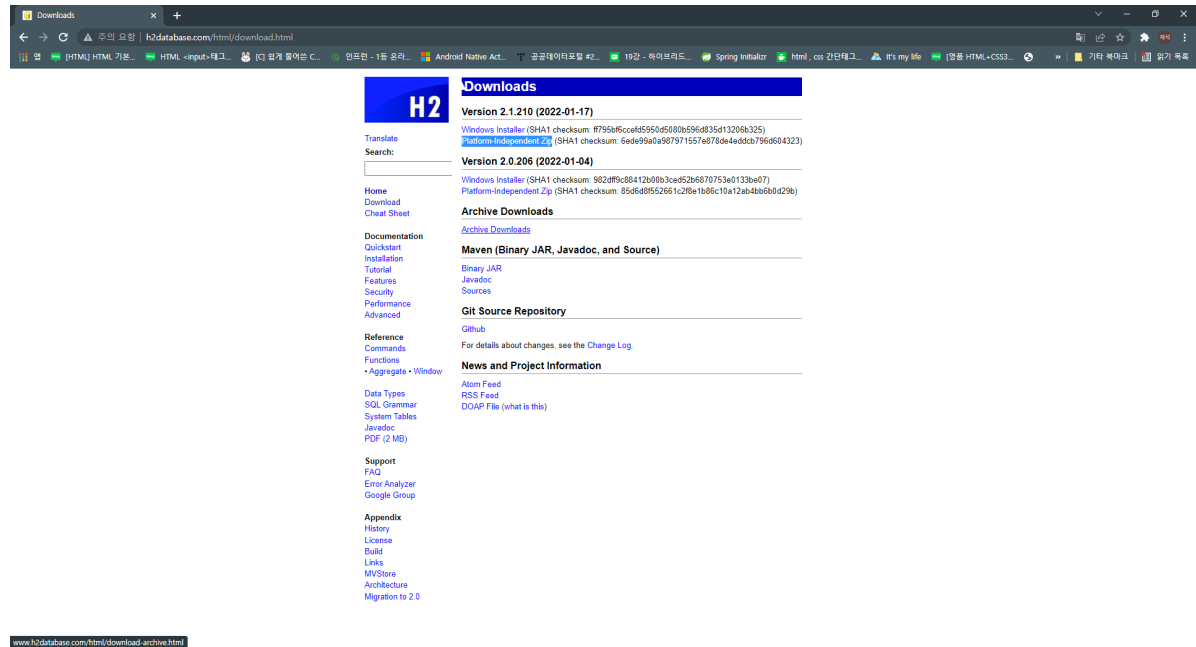 Downloads
주의 요함 | h2database.com/html/download.html
앱 [HTML] HTML 기본... HTML <input>태그... [C] 쉽게 풀어쓴 C... 인프런 - 1등 온라... Android Native Act... 공공데이터포털 #2... 19강 - 하이브리드... Spring Initializr html , css 간단태그... It's my life [명품 HTML+CSS3... » 기타 북마크 읽기 목록
H2
Translate
Search:
Home
Download
Cheat Sheet
Documentation
Quickstart
Installation
Tutorial
Features
Security
Performance
Advanced
Reference
Commands
Functions
• Aggregate • Window
Data Types
SQL Grammar
System Tables
Javadoc
PDF (2 MB)
Support
FAQ
Error Analyzer
Google Group
Appendix
History
License
Build
Links
MVStore
Architecture
Migration to 2.0
Downloads
Version 2.1.210 (2022-01-17)
Windows Installer (SHA1 checksum: ff795bf6ccefd5950d5080b596d835d13206b325)
Platform-Independent Zip (SHA1 checksum: 6ede99a0a987971557e878de4eddcb796d604323)
Version 2.0.206 (2022-01-04)
Windows Installer (SHA1 checksum: 982dff9c88412b00b3ced52b6870753e0133be07)
Platform-Independent Zip (SHA1 checksum: 85d6d8f552661c2f8e1b86c10a12ab4bb6b0d29b)
Archive Downloads
Archive Downloads
Maven (Binary JAR, Javadoc, and Source)
Binary JAR
Javadoc
Sources
Git Source Repository
Github
For details about changes, see the Change Log.
News and Project Information
Atom Feed
RSS Feed
DOAP File (what is this)
www.h2database.com/html/download-archive.html